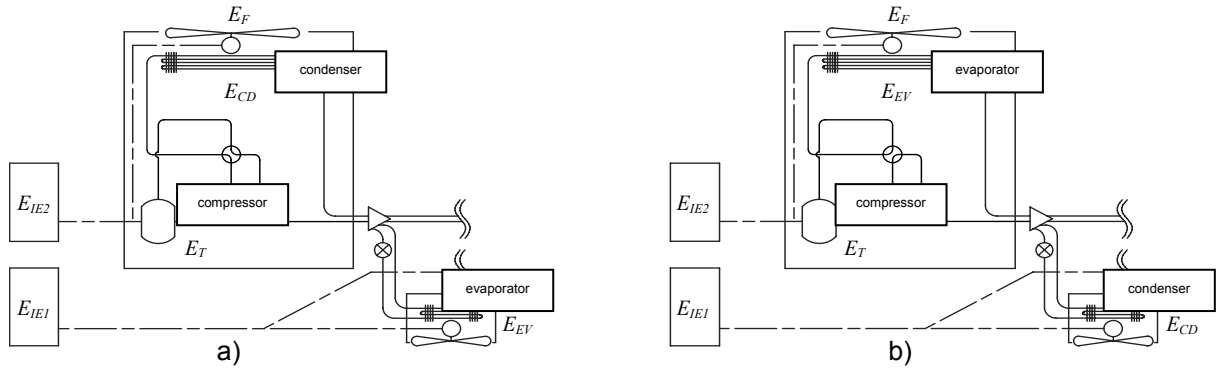 E_F
condenser
E_CD
E_IE2
compressor
E_T
E_IE1
evaporator
E_EV
a)
E_F
evaporator
E_EV
E_IE2
compressor
E_T
E_IE1
condenser
E_CD
b)